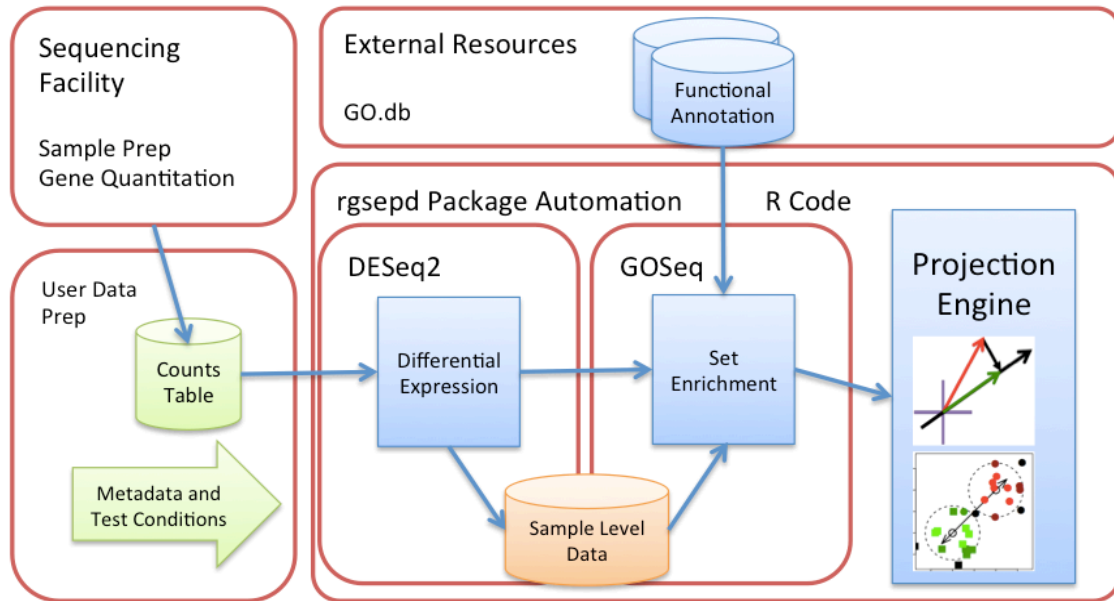 Sequencing
Facility
Sample Prep
Gene Quantitation
External Resources
GO.db
Functional
Annotation
rgsepd Package Automation
R Code
User Data
Prep
Counts
Table
Metadata and
Test Conditions
DESeq2
Differential
Expression
GOSeq
Set
Enrichment
Sample Level
Data
Projection
Engine